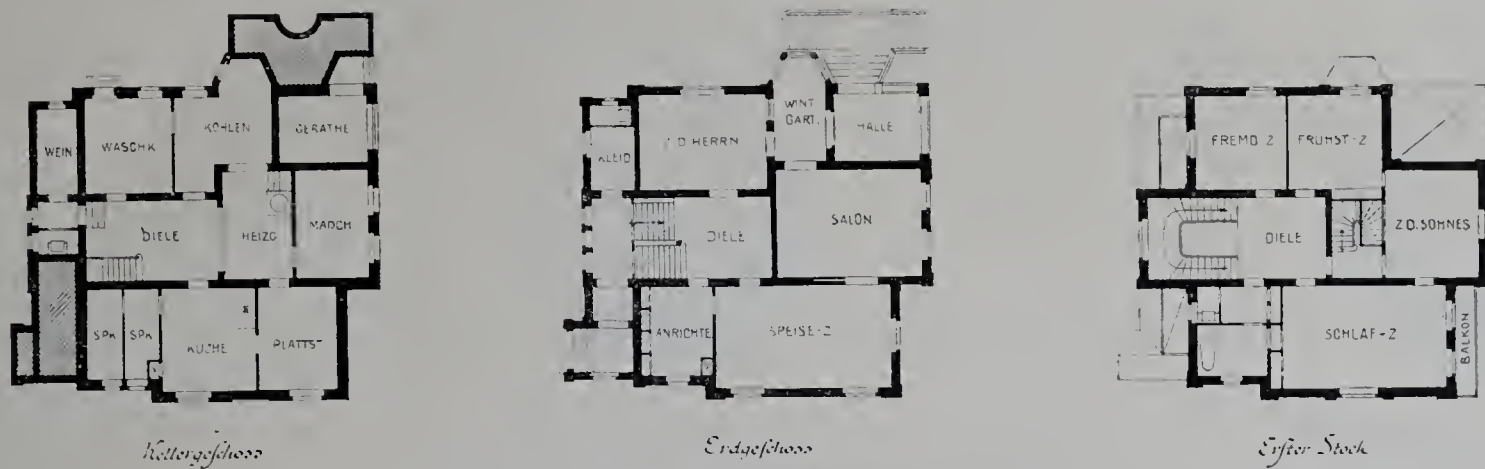 WEIN
WASCHK
KOHLEN
GERÄTHE
DIELE
HEIZG
MÄDCH
SPK
SPK
KÜCHE
PLÄTTST
Kellergeschoss
WINT
GART.
HALLE
KLEID
Z.D.HERRN
DIELE
SALON
ANRICHTE
SPEISE-Z
Erdgeschoss
FREMD-Z
FRÜHST-Z
DIELE
Z.D.SOHNES
SCHLAF-Z
BALKON
Erster Stock